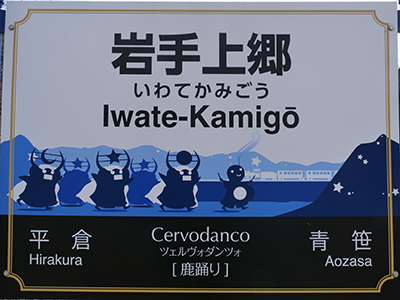 岩手上郷
いわてかみごう
Iwate-Kamigō
平倉
Hirakura
Cervodanco
ツェルヴォダンツォ
[鹿踊り]
青笹
Aozasa